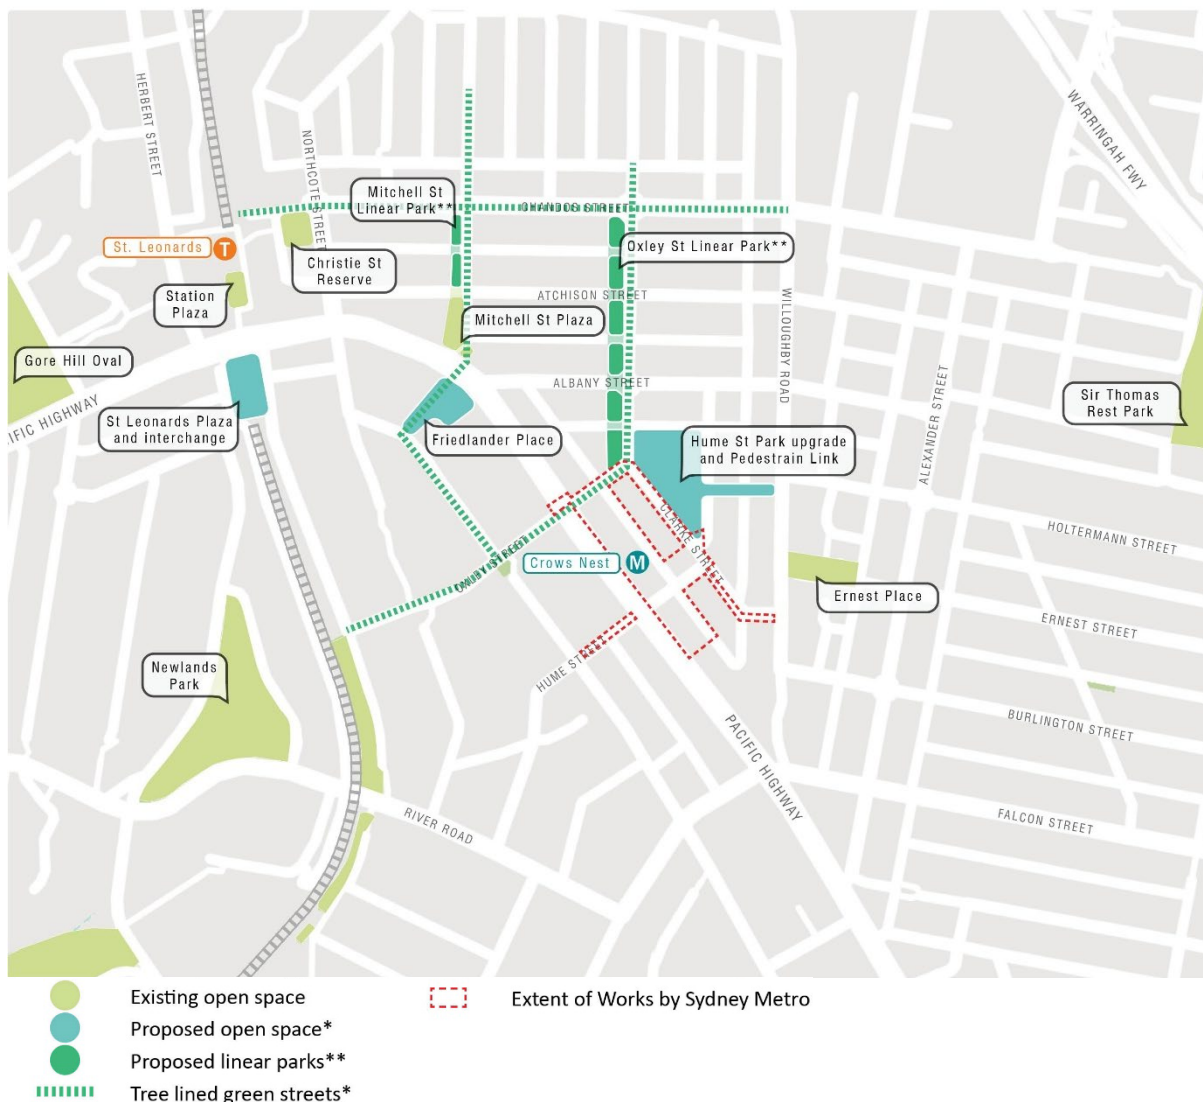 HERBERT STREET
NORTHCOTE STREET
WARRINGAH FWY
Mitchell St
Linear Park**
CHANDOS STREET
St. Leonards
T
Christie St
Reserve
Oxley St Linear Park**
Station
Plaza
ATCHISON STREET
Mitchell St Plaza
WILLOUGHBY ROAD
Gore Hill Oval
ALBANY STREET
ALEXANDER STREET
Sir Thomas
Rest Park
IFIC HIGHWAY
St Leonards Plaza
and interchange
Friedlander Place
Hume St Park upgrade
and Pedestrain Link
CLARKE STREET
HOLTERMANN STREET
STREET
Crows Nest
M
Ernest Place
ERNEST STREET
Newlands
Park
HUME STREET
BURLINGTON STREET
PACIFIC HIGHWAY
RIVER ROAD
FALCON STREET
Existing open space
Extent of Works by Sydney Metro
Proposed open space*
Proposed linear parks**
Tree lined green streets*